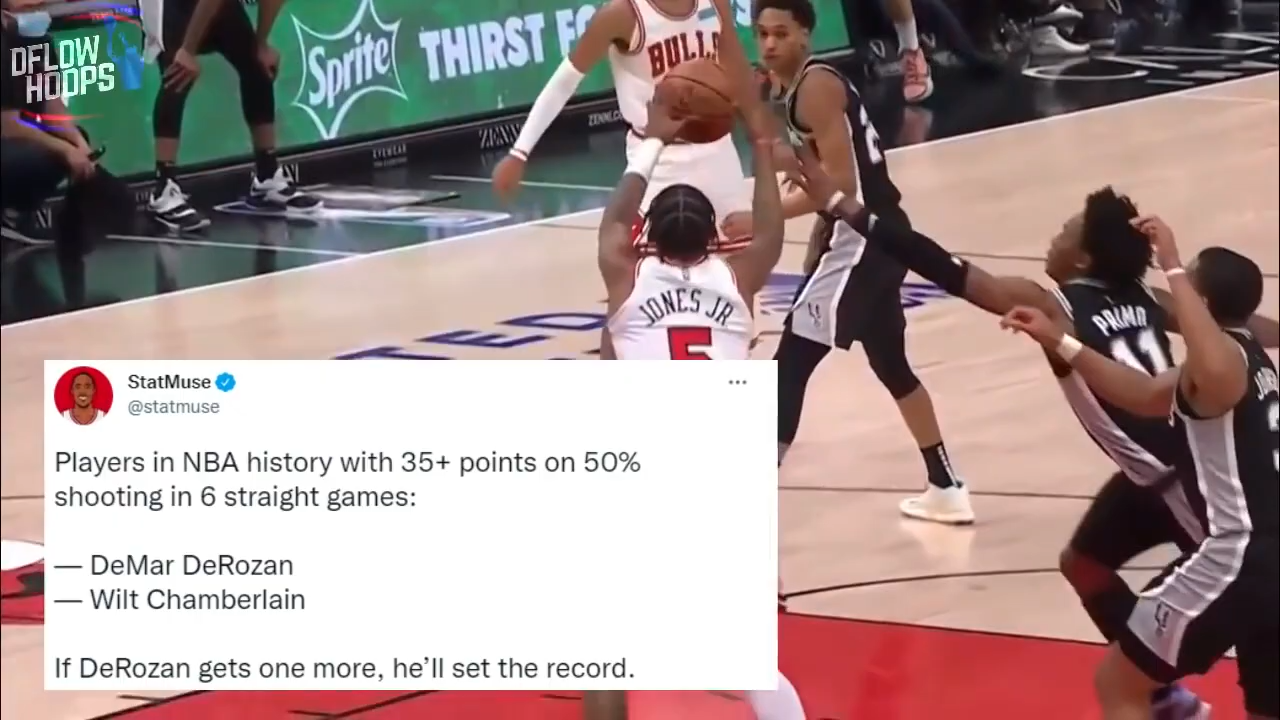 DFLOW
HOOPS
Sprite
THIRST
BULLS
ZENNI
EYEWEAR
JONES JR
5
PRIMO
11
StatMuse
@statmuse
Players in NBA history with 35+ points on 50%
shooting in 6 straight games:
— DeMar DeRozan
— Wilt Chamberlain
If DeRozan gets one more, he’ll set the record.